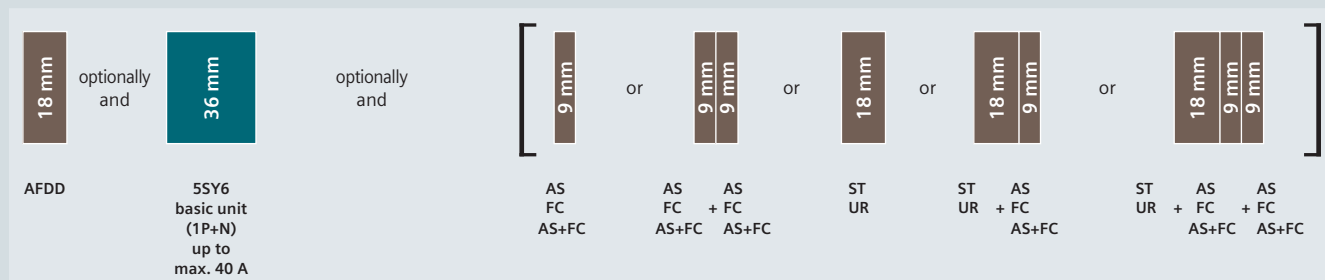 18 mm
optionally
and
36 mm
optionally
and
9 mm
or
9 mm
9 mm
or
18 mm
or
18 mm
9 mm
or
18 mm
9 mm
9 mm
AFDD
5SY6
basic unit
(1P+N)
up to
max. 40 A
AS
FC
AS+FC
AS AS
FC + FC
AS+FC AS+FC
ST
UR
ST AS
UR + FC
AS+FC
ST AS AS
UR + FC + FC
AS+FC AS+FC